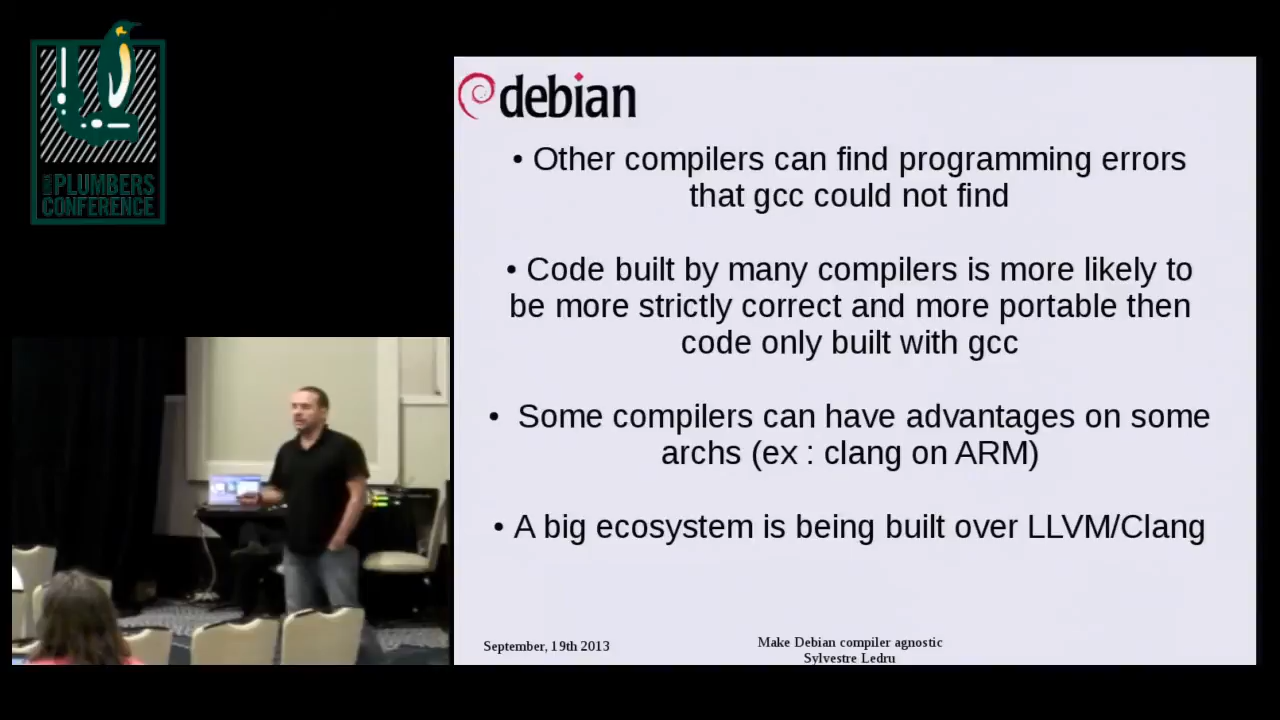 LINUX
PLUMBERS
CONFERENCE
debian
• Other compilers can find programming errors
that gcc could not find
• Code built by many compilers is more likely to
be more strictly correct and more portable then
code only built with gcc
• Some compilers can have advantages on some
archs (ex : clang on ARM)
• A big ecosystem is being built over LLVM/Clang
September, 19th 2013
Make Debian compiler agnostic
Sylvestre Ledru